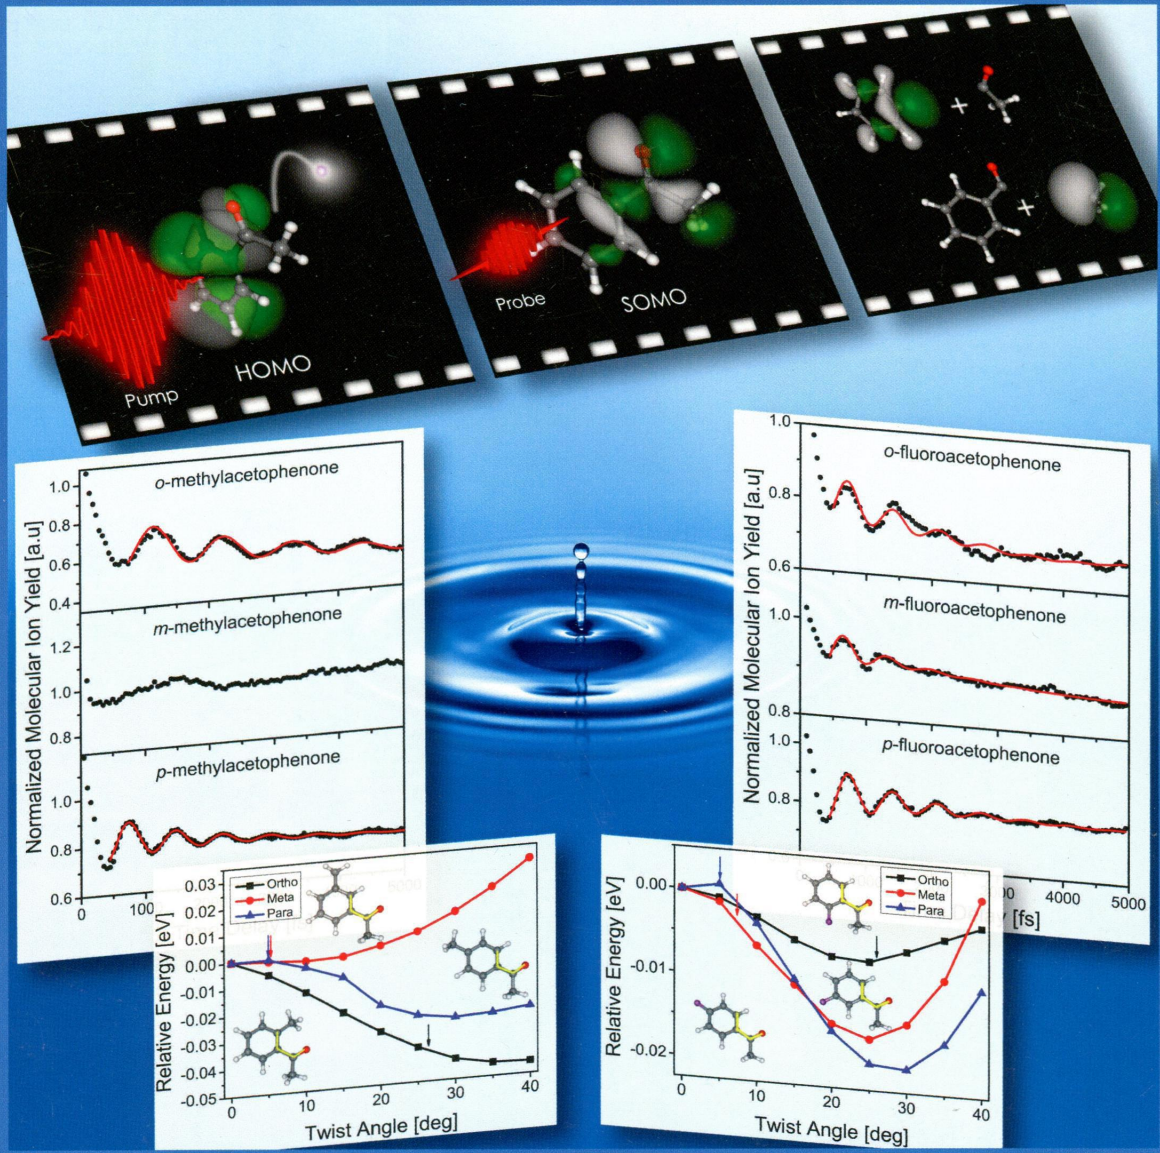 Pump
HOMO
Probe
SOMO
+
+
Normalized Molecular Ion Yield [a.u]
o-methylacetophenone
1.0
0.8
0.6
0.4
m-methylacetophenone
1.2
1.0
0.8
p-methylacetophenone
1.0
0.8
0.6
0
100
Normalized Molecular Ion Yield [a.u]
o-fluoroacetophenone
1.0
0.8
0.6
m-fluoroacetophenone
1.0
0.8
p-fluoroacetophenone
1.0
0.8
4000
5000
[fs]
Relative Energy [eV]
Ortho
Meta
Para
0.03
0.02
0.01
0.00
-0.01
-0.02
-0.03
-0.04
-0.05
0
10
20
30
40
Twist Angle [deg]
Relative Energy [eV]
Ortho
Meta
Para
0.00
-0.01
-0.02
0
10
20
30
40
Twist Angle [deg]